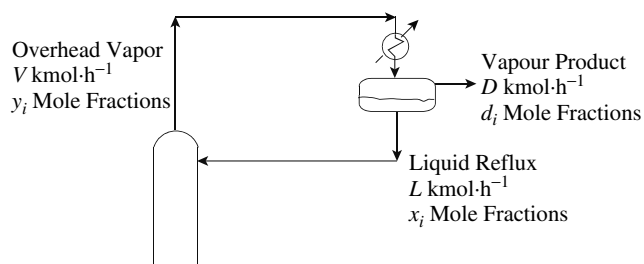 Overhead Vapor
V kmol·h⁻¹
yᵢ Mole Fractions
Vapour Product
D kmol·h⁻¹
dᵢ Mole Fractions
Liquid Reflux
L kmol·h⁻¹
xᵢ Mole Fractions